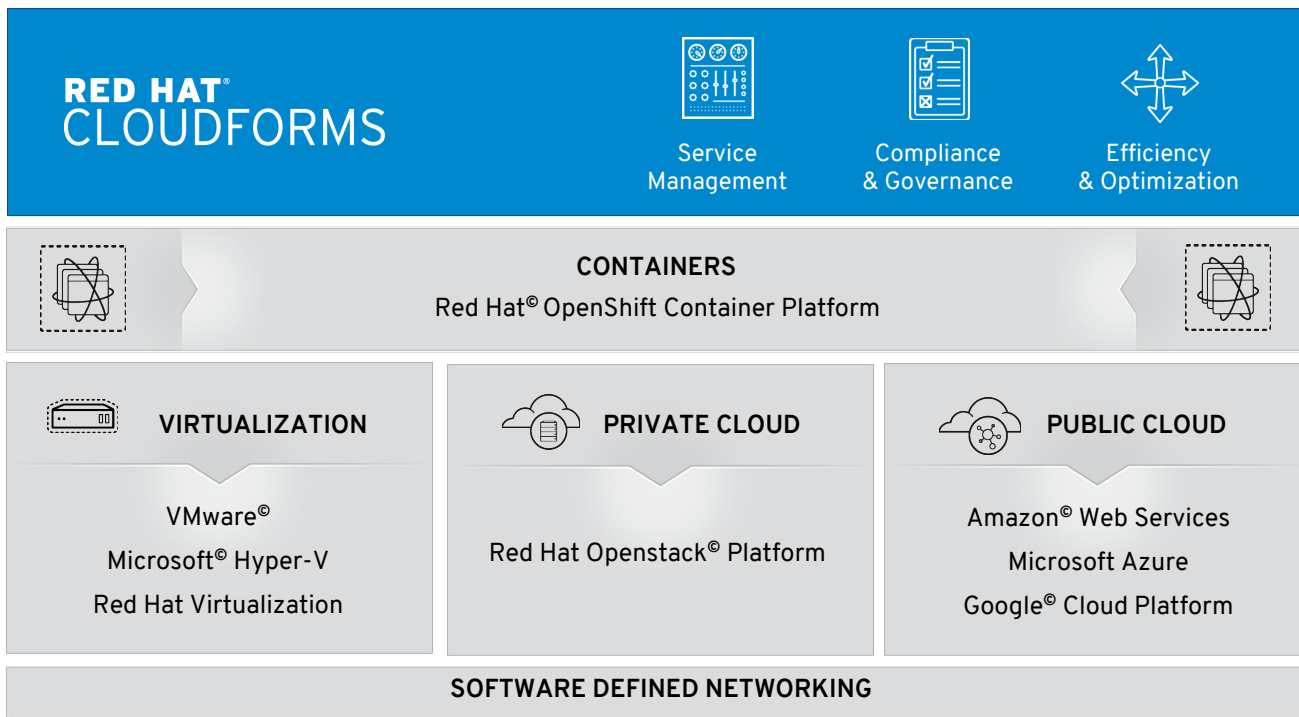 RED HAT®
CLOUDFORMS
Service
Management
Compliance
& Governance
Efficiency
& Optimization
CONTAINERS
Red Hat© OpenShift Container Platform
VIRTUALIZATION
VMware©
Microsoft© Hyper-V
Red Hat Virtualization
PRIVATE CLOUD
Red Hat Openstack© Platform
PUBLIC CLOUD
Amazon© Web Services
Microsoft Azure
Google© Cloud Platform
SOFTWARE DEFINED NETWORKING